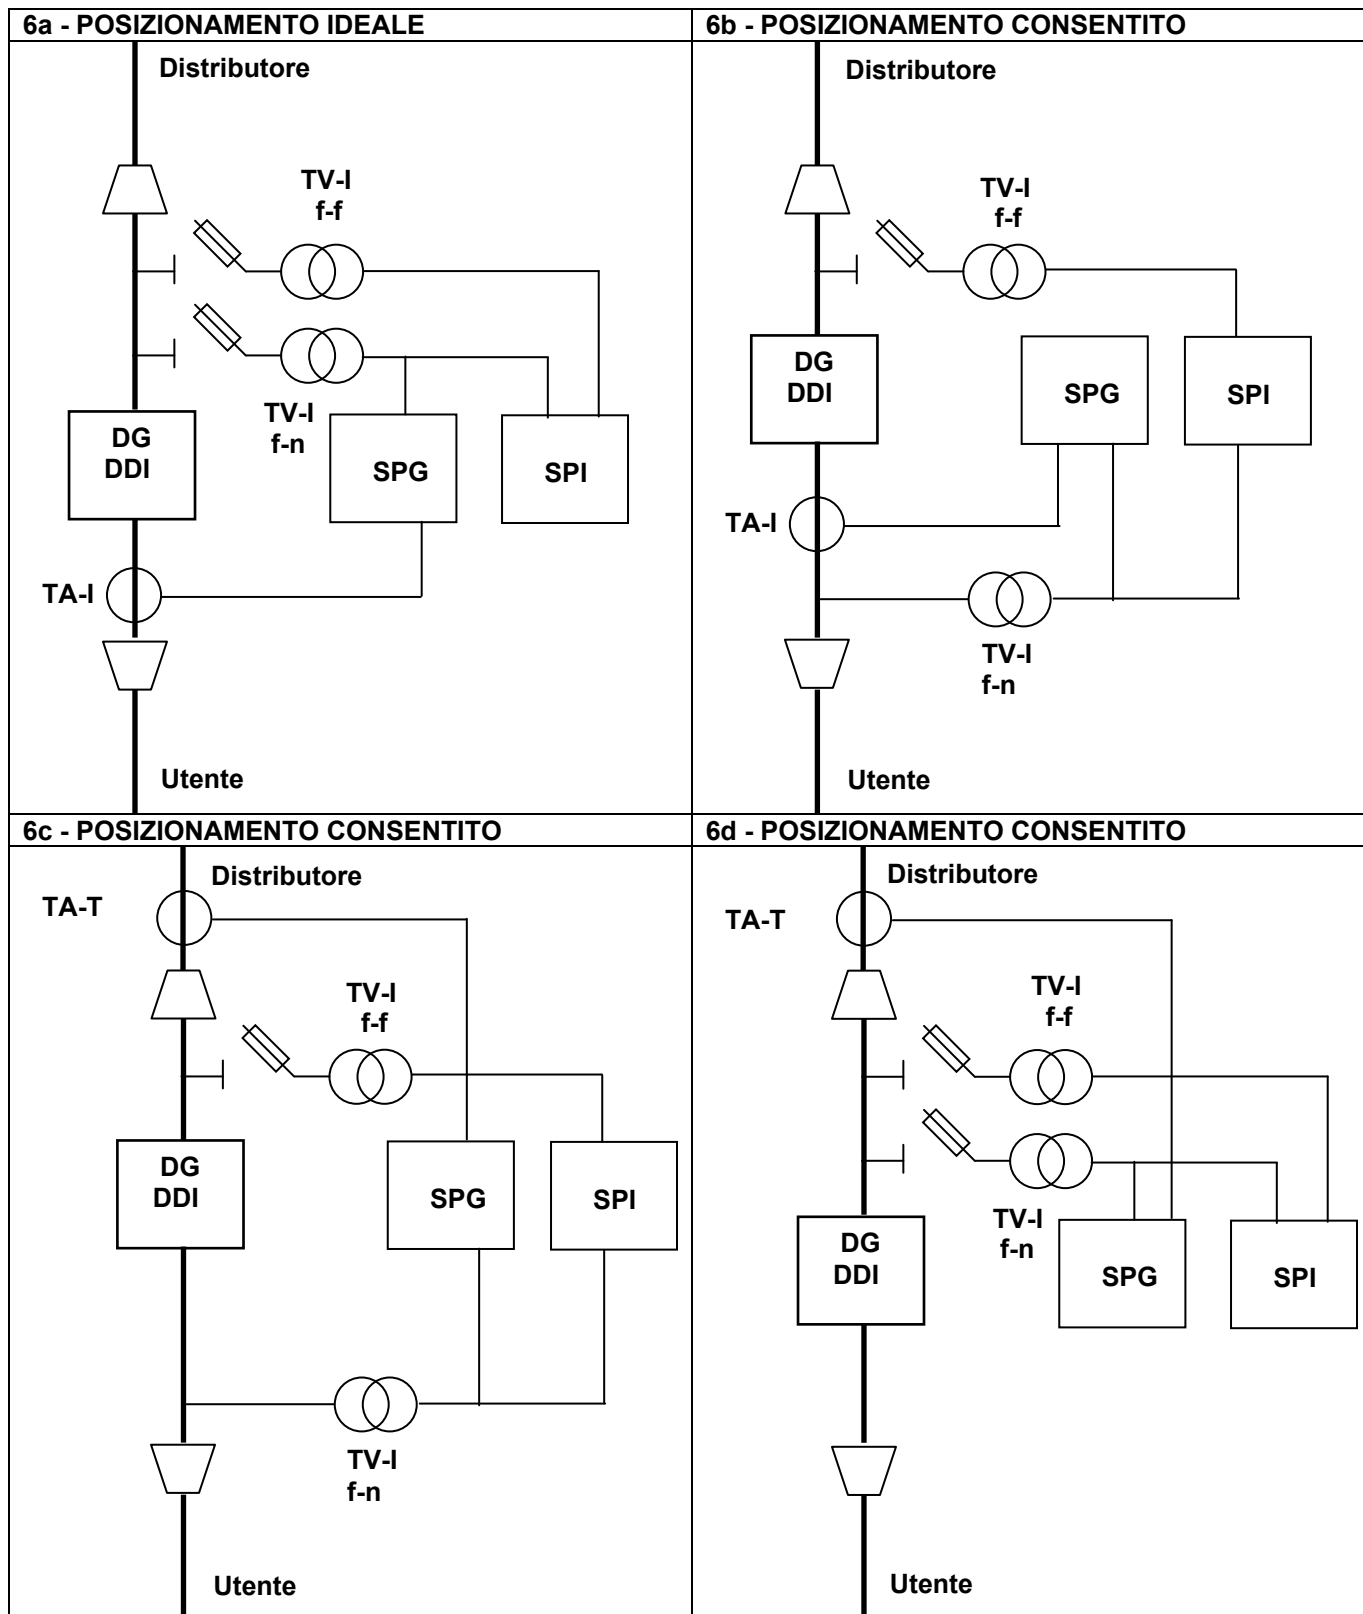 6a - POSIZIONAMENTO IDEALE
Distributore
TV-I
f-f
TV-I
f-n
DG
DDI
SPG
SPI
TA-I
Utente
6b - POSIZIONAMENTO CONSENTITO
Distributore
TV-I
f-f
DG
DDI
SPG
SPI
TA-I
TV-I
f-n
Utente
6c - POSIZIONAMENTO CONSENTITO
Distributore
TA-T
TV-I
f-f
DG
DDI
SPG
SPI
TV-I
f-n
Utente
6d - POSIZIONAMENTO CONSENTITO
Distributore
TA-T
TV-I
f-f
TV-I
f-n
DG
DDI
SPG
SPI
Utente